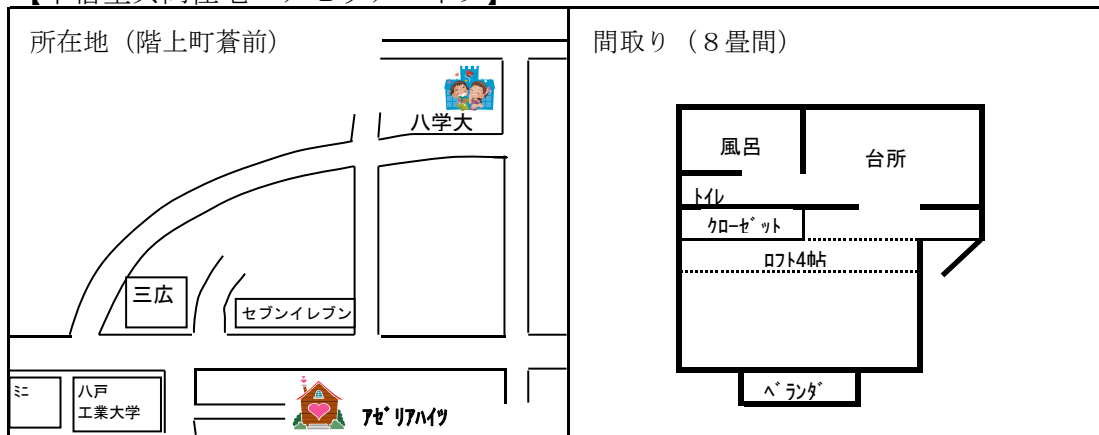 所在地（階上町蒼前）
八学大
三広
セブンイレブン
ミニ
八戸
工業大学
ｱｾﾞﾘｱﾊｲﾂ
間取り（８畳間）
風呂
台所
ﾄｲﾚ
ｸﾛｰｾﾞｯﾄ
ﾛﾌﾄ4帖
ﾍﾞﾗﾝﾀﾞ